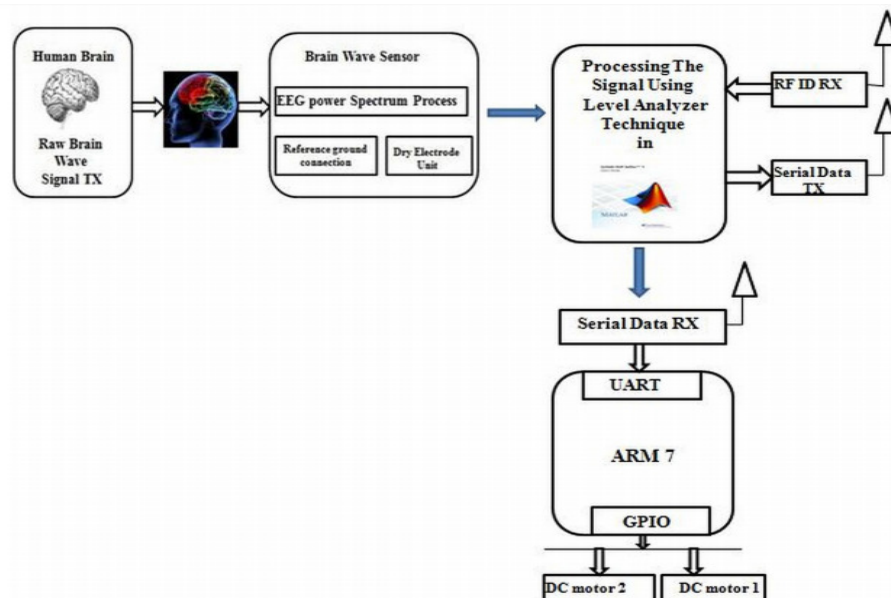 Human Brain
Raw Brain
Wave
Signal TX
Brain Wave Sensor
EEG power Spectrum Process
Reference ground
connection
Dry Electrode
Unit
Processing The
Signal Using
Level Analyzer
Technique
in
MATLAB
RF ID RX
Serial Data
TX
Serial Data RX
UART
ARM 7
GPIO
DC motor 2
DC motor 1